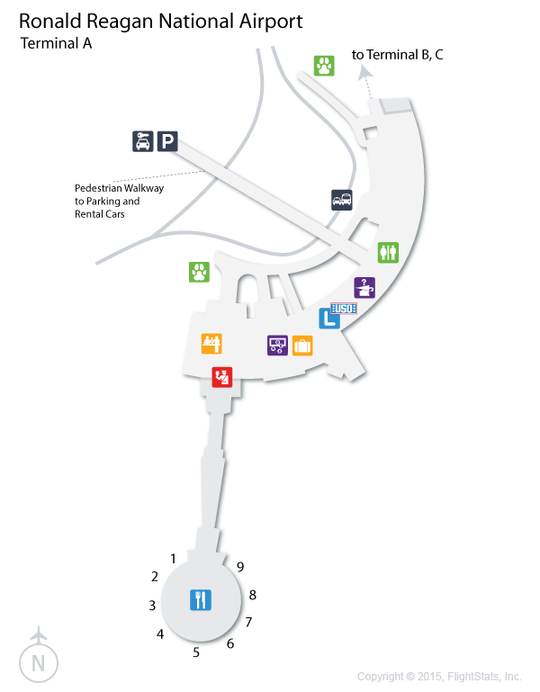 Ronald Reagan National Airport
Terminal A
to Terminal B, C
P
Pedestrian Walkway
to Parking and
Rental Cars
USO
L
1
9
2
8
3
7
4
6
5
N
Copyright © 2015, FlightStats, Inc.